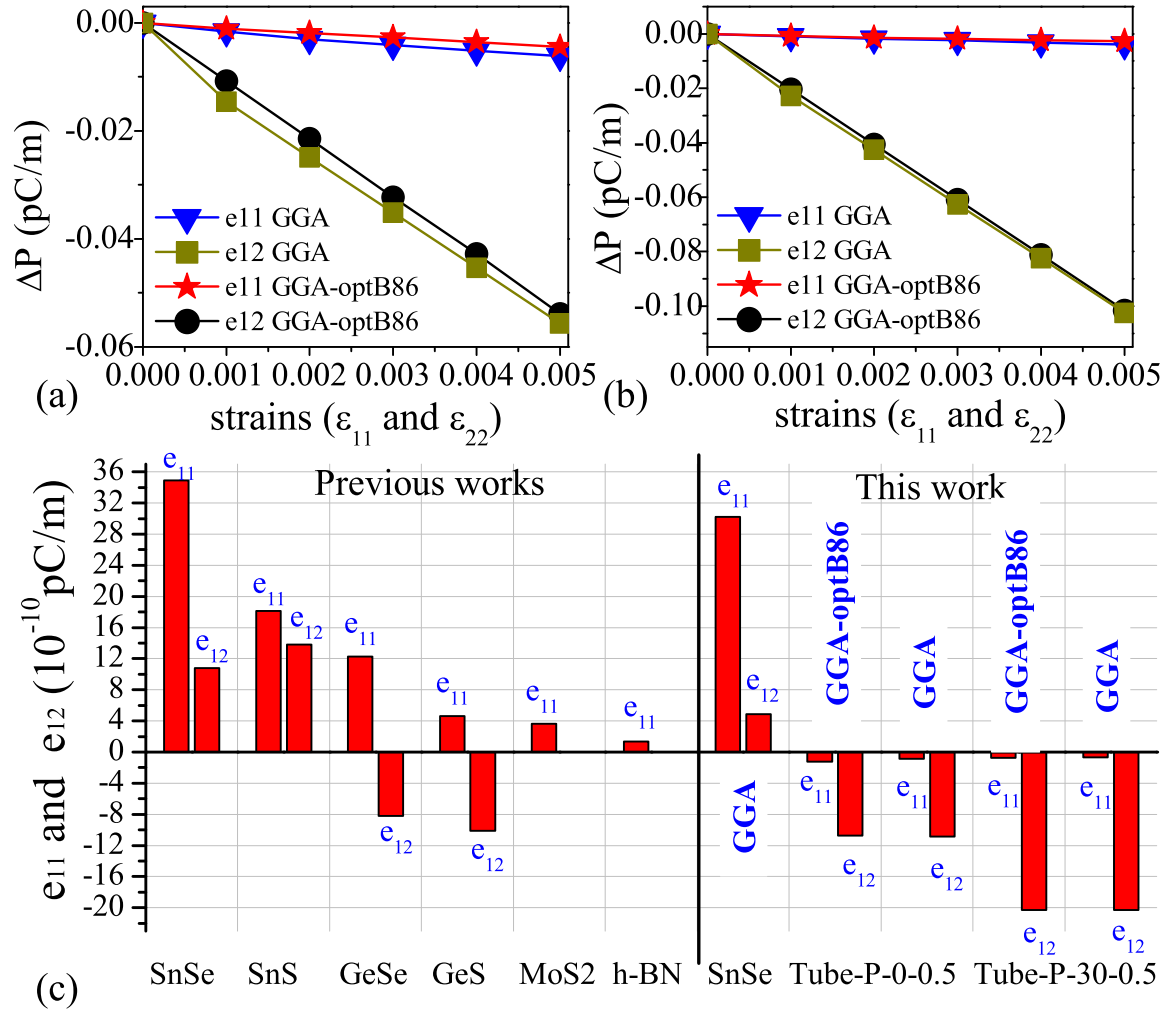 0.00
-0.02
-0.04
-0.06
ΔP (pC/m)
e11 GGA
e12 GGA
e11 GGA-optB86
e12 GGA-optB86
0.000 0.001 0.002 0.003 0.004 0.005
(a)
strains (ε11 and ε22)
0.00
-0.02
-0.04
-0.06
-0.08
-0.10
ΔP (pC/m)
e11 GGA
e12 GGA
e11 GGA-optB86
e12 GGA-optB86
0.000 0.001 0.002 0.003 0.004 0.005
(b)
strains (ε11 and ε22)
e11 and e12 (10-10 pC/m)
36
32
28
24
20
16
12
8
4
0
-4
-8
-12
-16
-20
Previous works
e11
e12
e11
e12
e11
e12
e11
e12
e11
e11
This work
e11
e12
GGA
GGA-optB86
e11
e12
GGA
e11
e12
GGA-optB86
e11
e12
GGA
e11
e12
(c)
SnSe SnS GeSe GeS MoS2 h-BN SnSe Tube-P-0-0.5 Tube-P-30-0.5